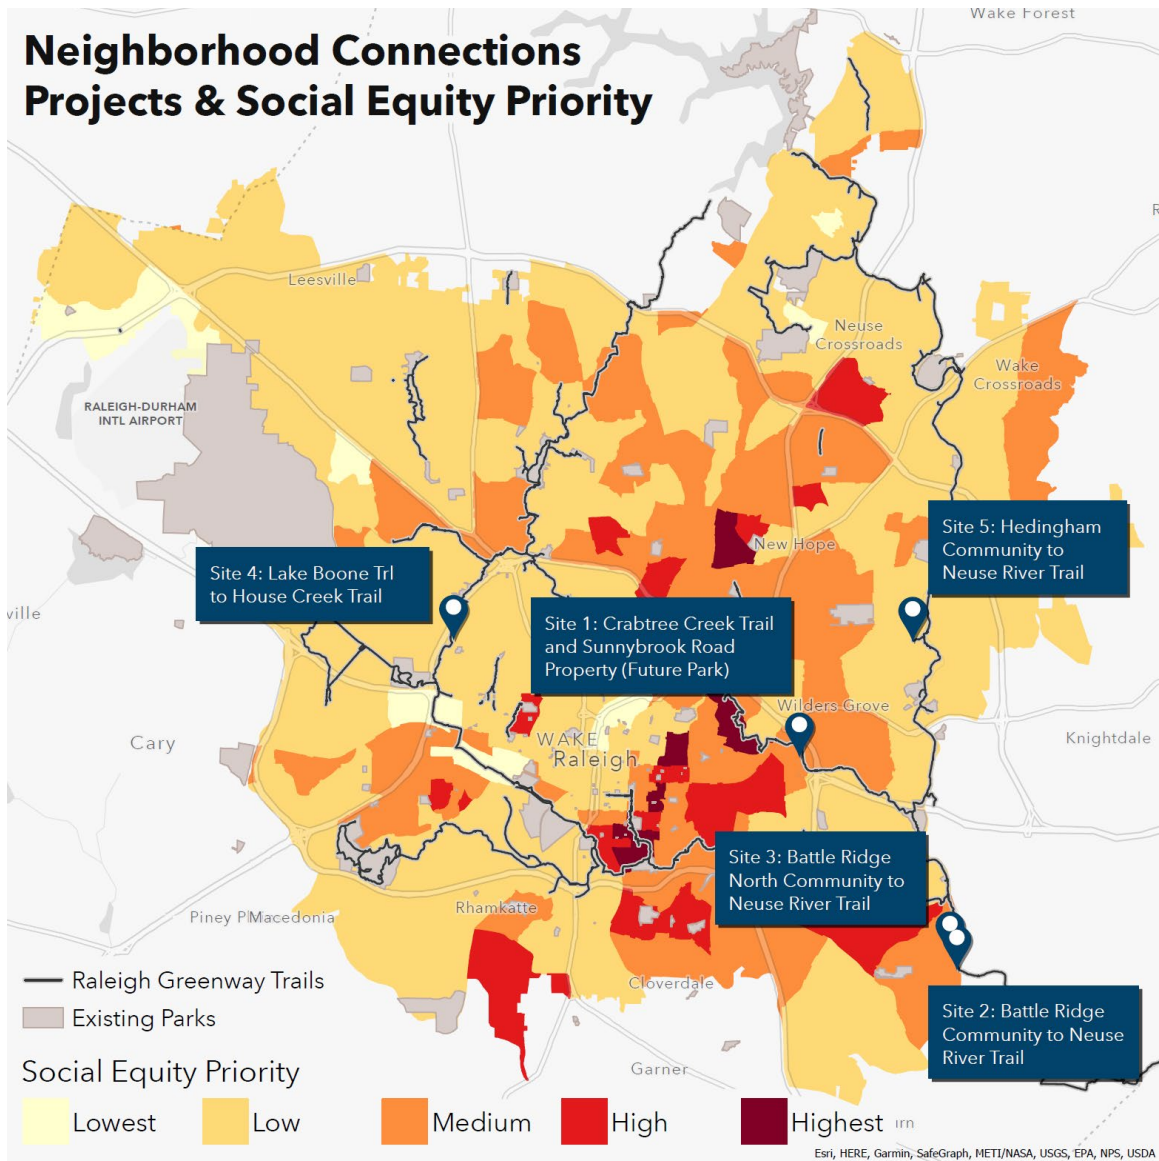 Neighborhood Connections
Projects & Social Equity Priority
Wake Forest
Leesville
Neuse
Crossroads
Wake
Crossroads
RALEIGH-DURHAM
INTL AIRPORT
New Hope
Site 5: Hedingham
Community to
Neuse River Trail
Site 4: Lake Boone Trl
to House Creek Trail
Site 1: Crabtree Creek Trail
and Sunnybrook Road
Property (Future Park)
ville
Wilders Grove
Cary
WAKE
Raleigh
Knightdale
Site 3: Battle Ridge
North Community to
Neuse River Trail
Rhamkatte
Macedonia
Cloverdale
Site 2: Battle Ridge
Community to Neuse
River Trail
Garner
Raleigh Greenway Trails
Existing Parks
Social Equity Priority
Lowest
Low
Medium
High
Highest
Esri, HERE, Garmin, SafeGraph, METI/NASA, USGS, EPA, NPS, USDA